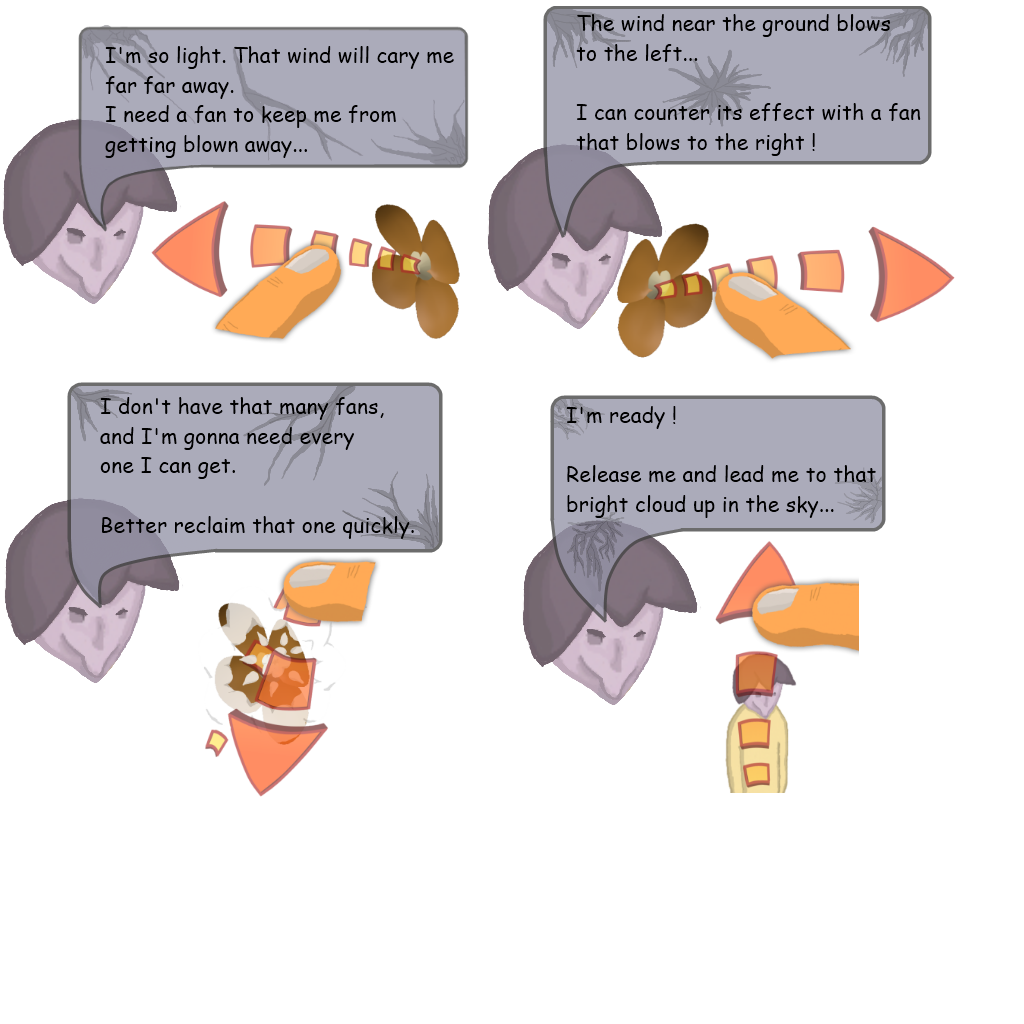 I'm so light. That wind will cary me
far far away.
I need a fan to keep me from
getting blown away...
The wind near the ground blows
to the left...
I can counter its effect with a fan
that blows to the right !
I don't have that many fans,
and I'm gonna need every
one I can get.
Better reclaim that one quickly.
I'm ready !
Release me and lead me to that
bright cloud up in the sky...